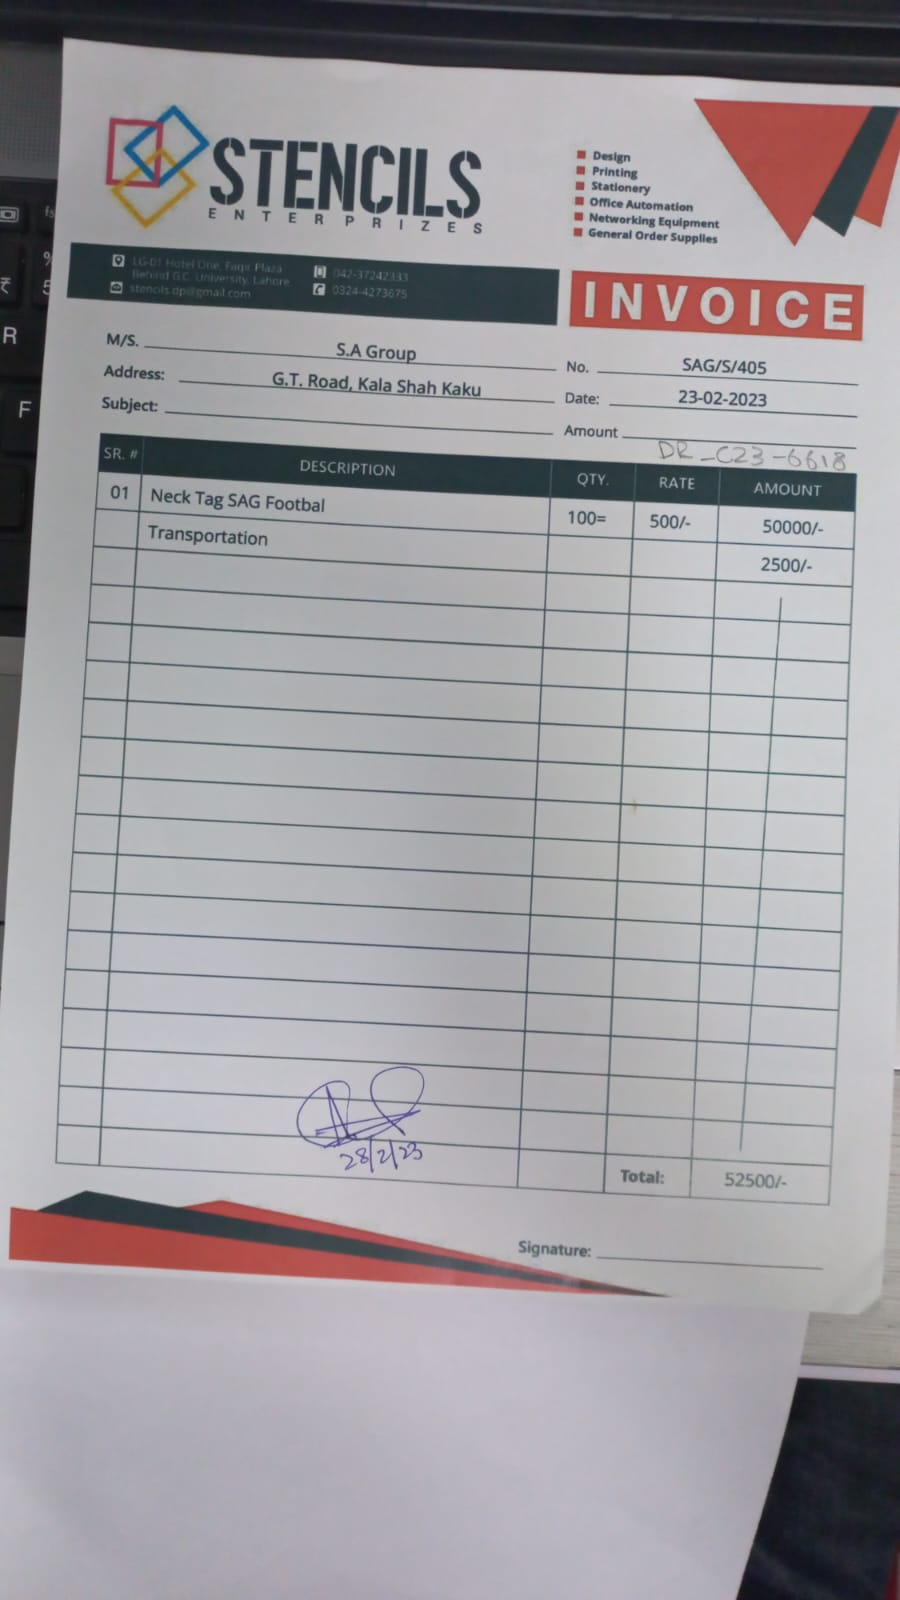 STENCILS
ENTERPRIZES
Design
Printing
Stationery
Office Automation
Networking Equipment
General Order Supplies
LG-01 Hotel One, Faqir Plaza
Behind G.C. University, Lahore
stencils.dp@gmail.com
042-37242333
0324-4273675
INVOICE
M/S. S.A Group
No. SAG/S/405
Address: G.T. Road, Kala Shah Kaku
Date: 23-02-2023
Subject:
Amount
DR_C23-6618
SR. # DESCRIPTION QTY. RATE AMOUNT
01 Neck Tag SAG Footbal 100= 500/- 50000/-
Transportation 2500/-
28/2/23
Total: 52500/-
Signature:
R
F
5
%